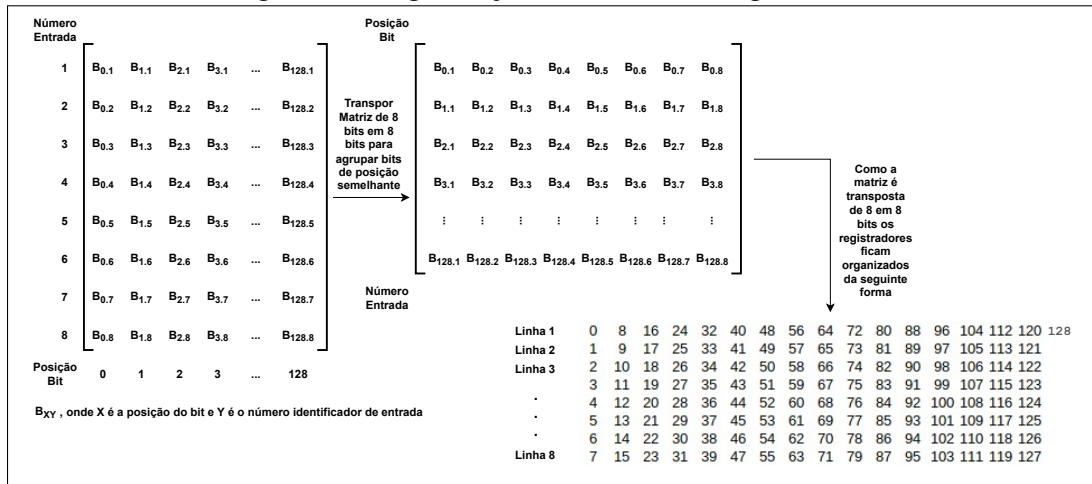 Número
Entrada
1 B0.1 B1.1 B2.1 B3.1 ... B128.1
2 B0.2 B1.2 B2.2 B3.2 ... B128.2
3 B0.3 B1.3 B2.3 B3.3 ... B128.3
4 B0.4 B1.4 B2.4 B3.4 ... B128.4
5 B0.5 B1.5 B2.5 B3.5 ... B128.5
6 B0.6 B1.6 B2.6 B3.6 ... B128.6
7 B0.7 B1.7 B2.7 B3.7 ... B128.7
8 B0.8 B1.8 B2.8 B3.8 ... B128.8
Posição
Bit
0 1 2 3 ... 128
BXY , onde X é a posição do bit e Y é o número identificador de entrada
Transpor
Matriz de 8
bits em 8
bits para
agrupar bits
de posição
semelhante
Posição
Bit
B0.1 B0.2 B0.3 B0.4 B0.5 B0.6 B0.7 B0.8
B1.1 B1.2 B1.3 B1.4 B1.5 B1.6 B1.7 B1.8
B2.1 B2.2 B2.3 B2.4 B2.5 B2.6 B2.7 B2.8
B3.1 B3.2 B3.3 B3.4 B3.5 B3.6 B3.7 B3.8
⋮ ⋮ ⋮ ⋮ ⋮ ⋮ ⋮ ⋮
B128.1 B128.2 B128.3 B128.4 B128.5 B128.6 B128.7 B128.8
Número
Entrada
Como a
matriz é
transposta
de 8 em 8
bits os
registradores
ficam
organizados
da seguinte
forma
Linha 1 0 8 16 24 32 40 48 56 64 72 80 88 96 104 112 120 128
Linha 2 1 9 17 25 33 41 49 57 65 73 81 89 97 105 113 121
Linha 3 2 10 18 26 34 42 50 58 66 74 82 90 98 106 114 122
3 11 19 27 35 43 51 59 67 75 83 91 99 107 115 123
. 4 12 20 28 36 44 52 60 68 76 84 92 100 108 116 124
. 5 13 21 29 37 45 53 61 69 77 85 93 101 109 117 125
. 6 14 22 30 38 46 54 62 70 78 86 94 102 110 118 126
Linha 8 7 15 23 31 39 47 55 63 71 79 87 95 103 111 119 127